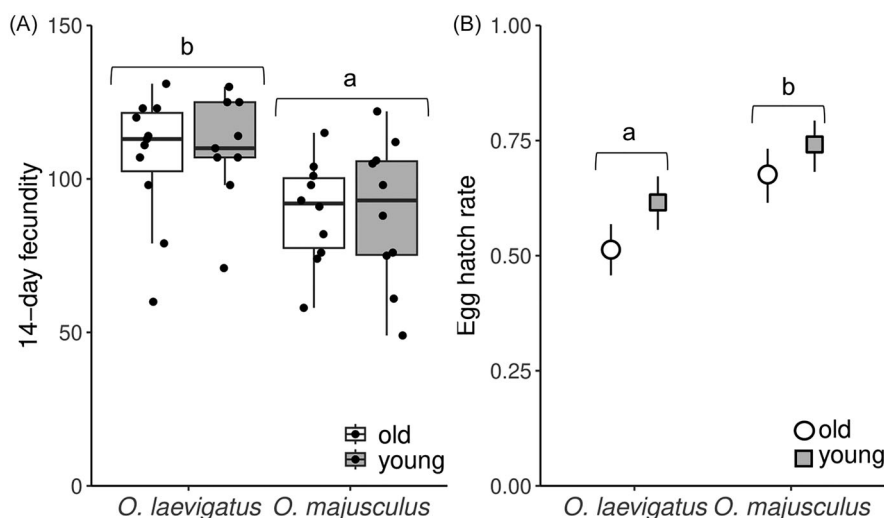 (A)
14-day fecundity
150
100
50
0
b
a
old
young
O. laevigatus O. majusculus
(B)
Egg hatch rate
1.00
0.75
0.50
0.25
0.00
a
b
old
young
O. laevigatus O. majusculus